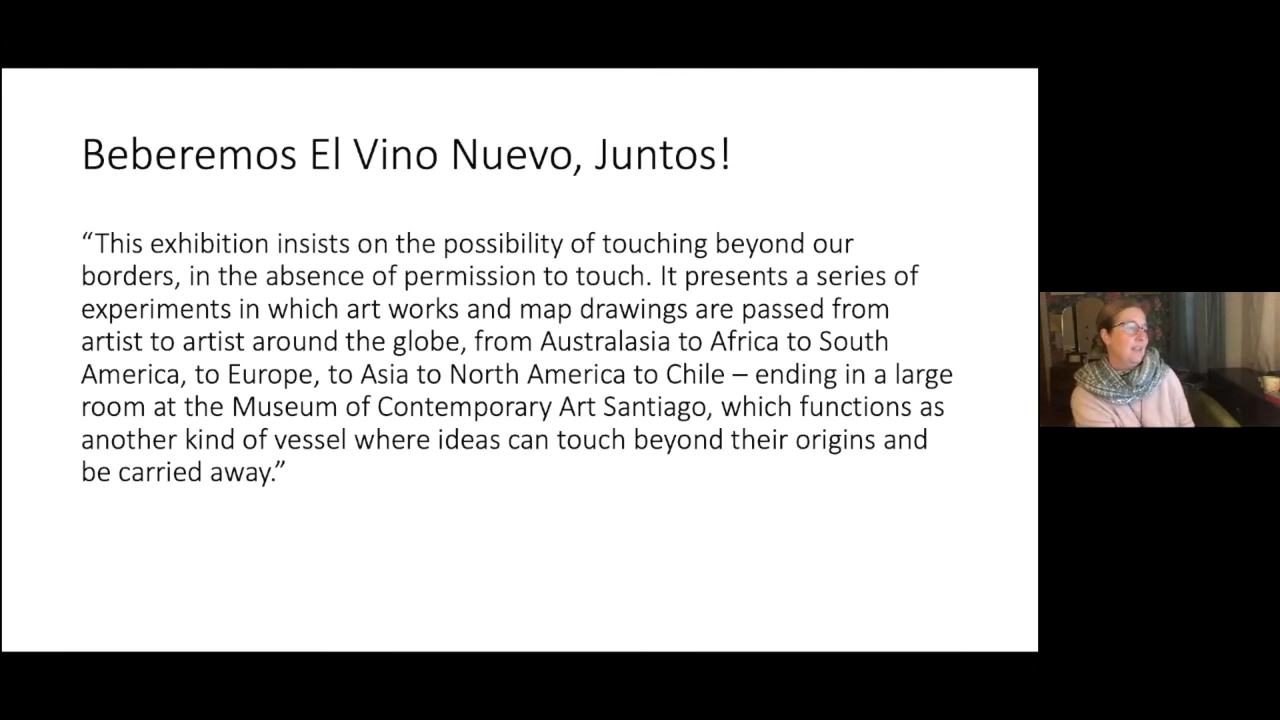 Beberemos El Vino Nuevo, Juntos!
“This exhibition insists on the possibility of touching beyond our
borders, in the absence of permission to touch. It presents a series of
experiments in which art works and map drawings are passed from
artist to artist around the globe, from Australasia to Africa to South
America, to Europe, to Asia to North America to Chile – ending in a large
room at the Museum of Contemporary Art Santiago, which functions as
another kind of vessel where ideas can touch beyond their origins and
be carried away.”